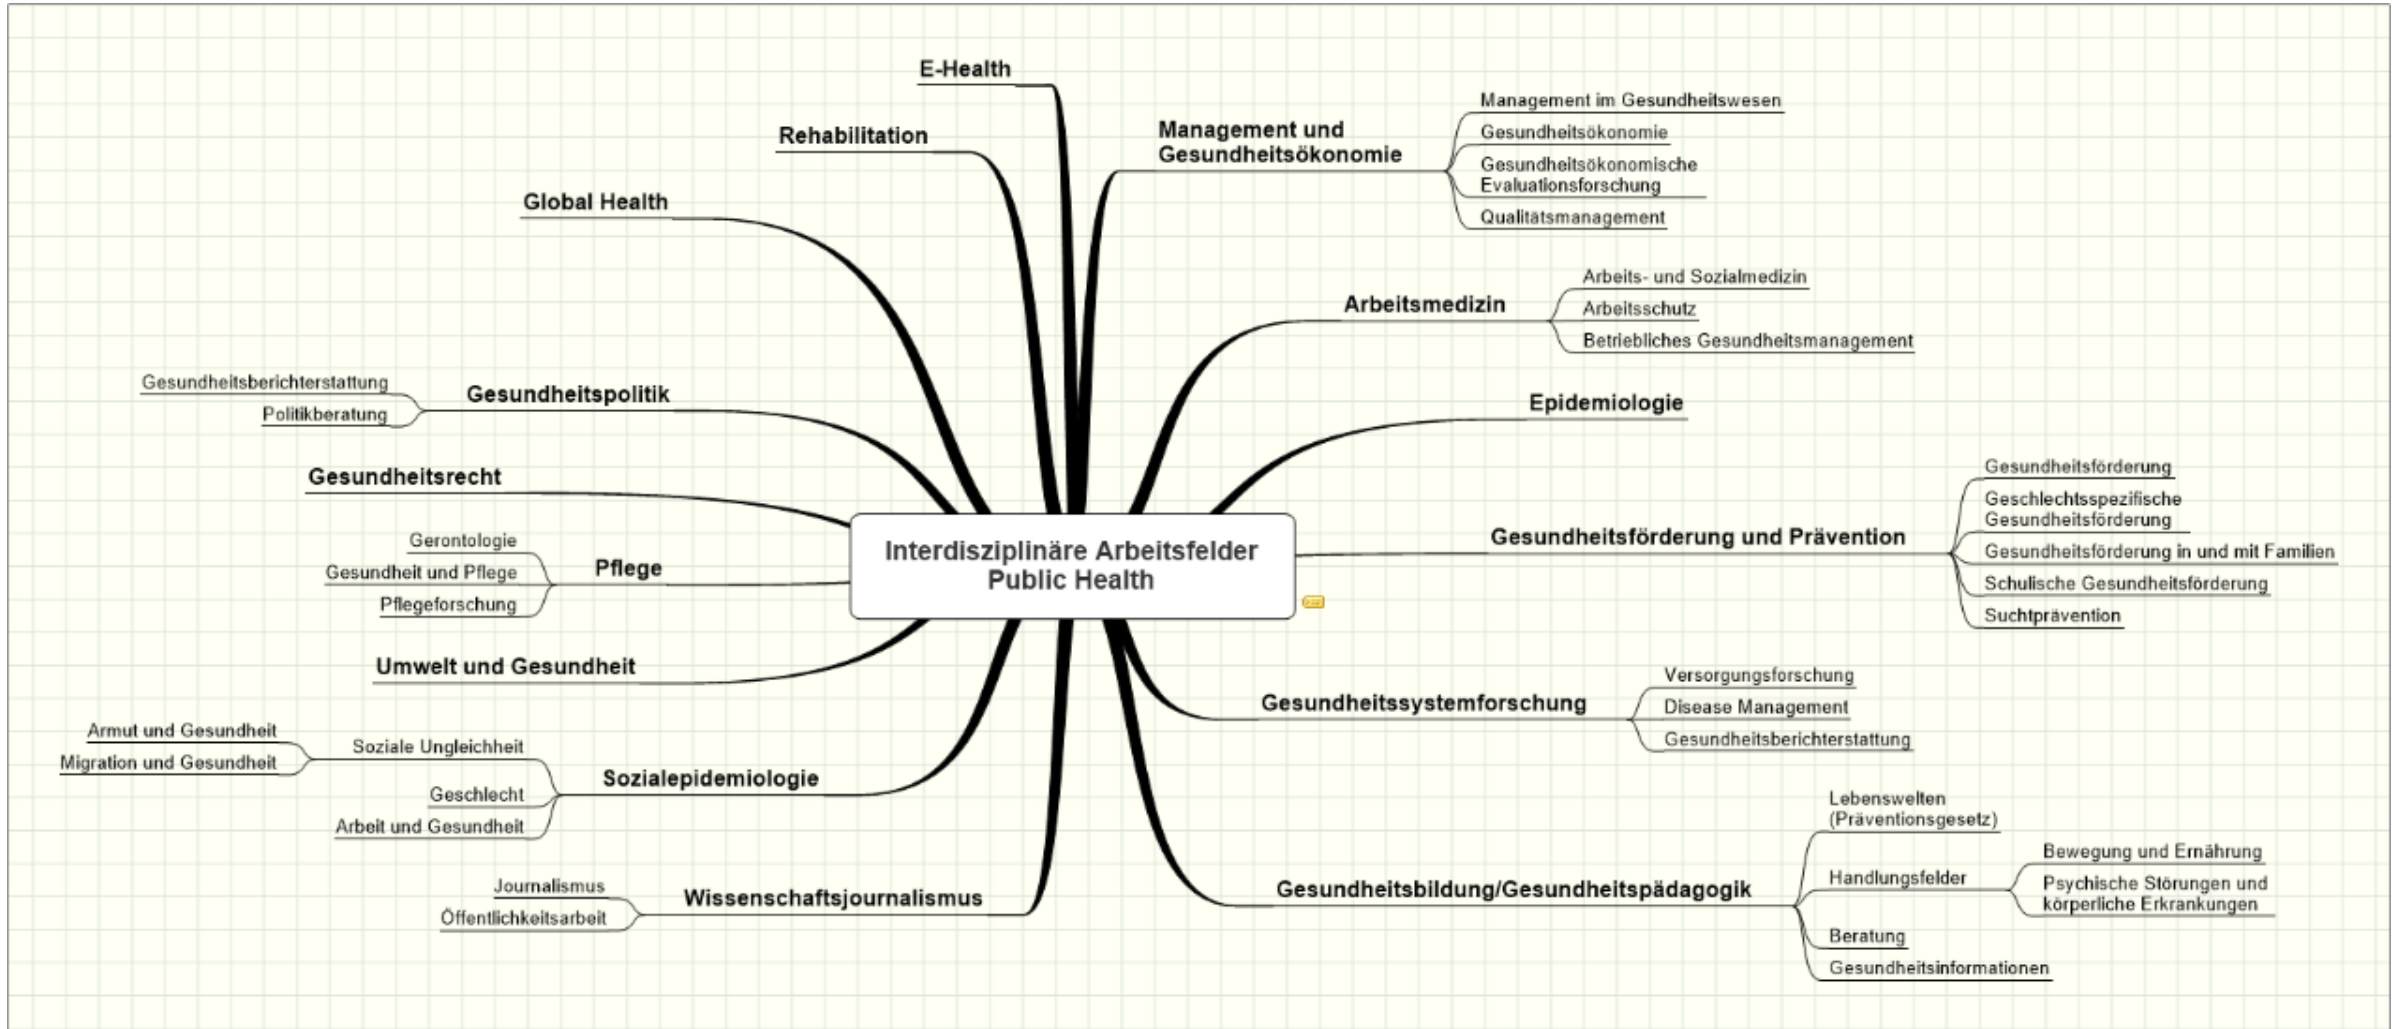 E-Health
Rehabilitation
Global Health
Gesundheitsberichterstattung
Politikberatung
Gesundheitspolitik
Gesundheitsrecht
Gerontologie
Gesundheit und Pflege
Pflegeforschung
Pflege
Umwelt und Gesundheit
Armut und Gesundheit
Migration und Gesundheit
Soziale Ungleichheit
Geschlecht
Arbeit und Gesundheit
Sozialepidemiologie
Journalismus
Öffentlichkeitsarbeit
Wissenschaftsjournalismus
Interdisziplinäre Arbeitsfelder
Public Health
Management und
Gesundheitsökonomie
Management im Gesundheitswesen
Gesundheitsökonomie
Gesundheitsökonomische
Evaluationsforschung
Qualitätsmanagement
Arbeitsmedizin
Arbeits- und Sozialmedizin
Arbeitsschutz
Betriebliches Gesundheitsmanagement
Epidemiologie
Gesundheitsförderung und Prävention
Gesundheitsförderung
Geschlechtsspezifische
Gesundheitsförderung
Gesundheitsförderung in und mit Familien
Schulische Gesundheitsförderung
Suchtprävention
Gesundheitssystemforschung
Versorgungsforschung
Disease Management
Gesundheitsberichterstattung
Gesundheitsbildung/Gesundheitspädagogik
Lebenswelten
(Präventionsgesetz)
Handlungsfelder
Bewegung und Ernährung
Psychische Störungen und
körperliche Erkrankungen
Beratung
Gesundheitsinformationen